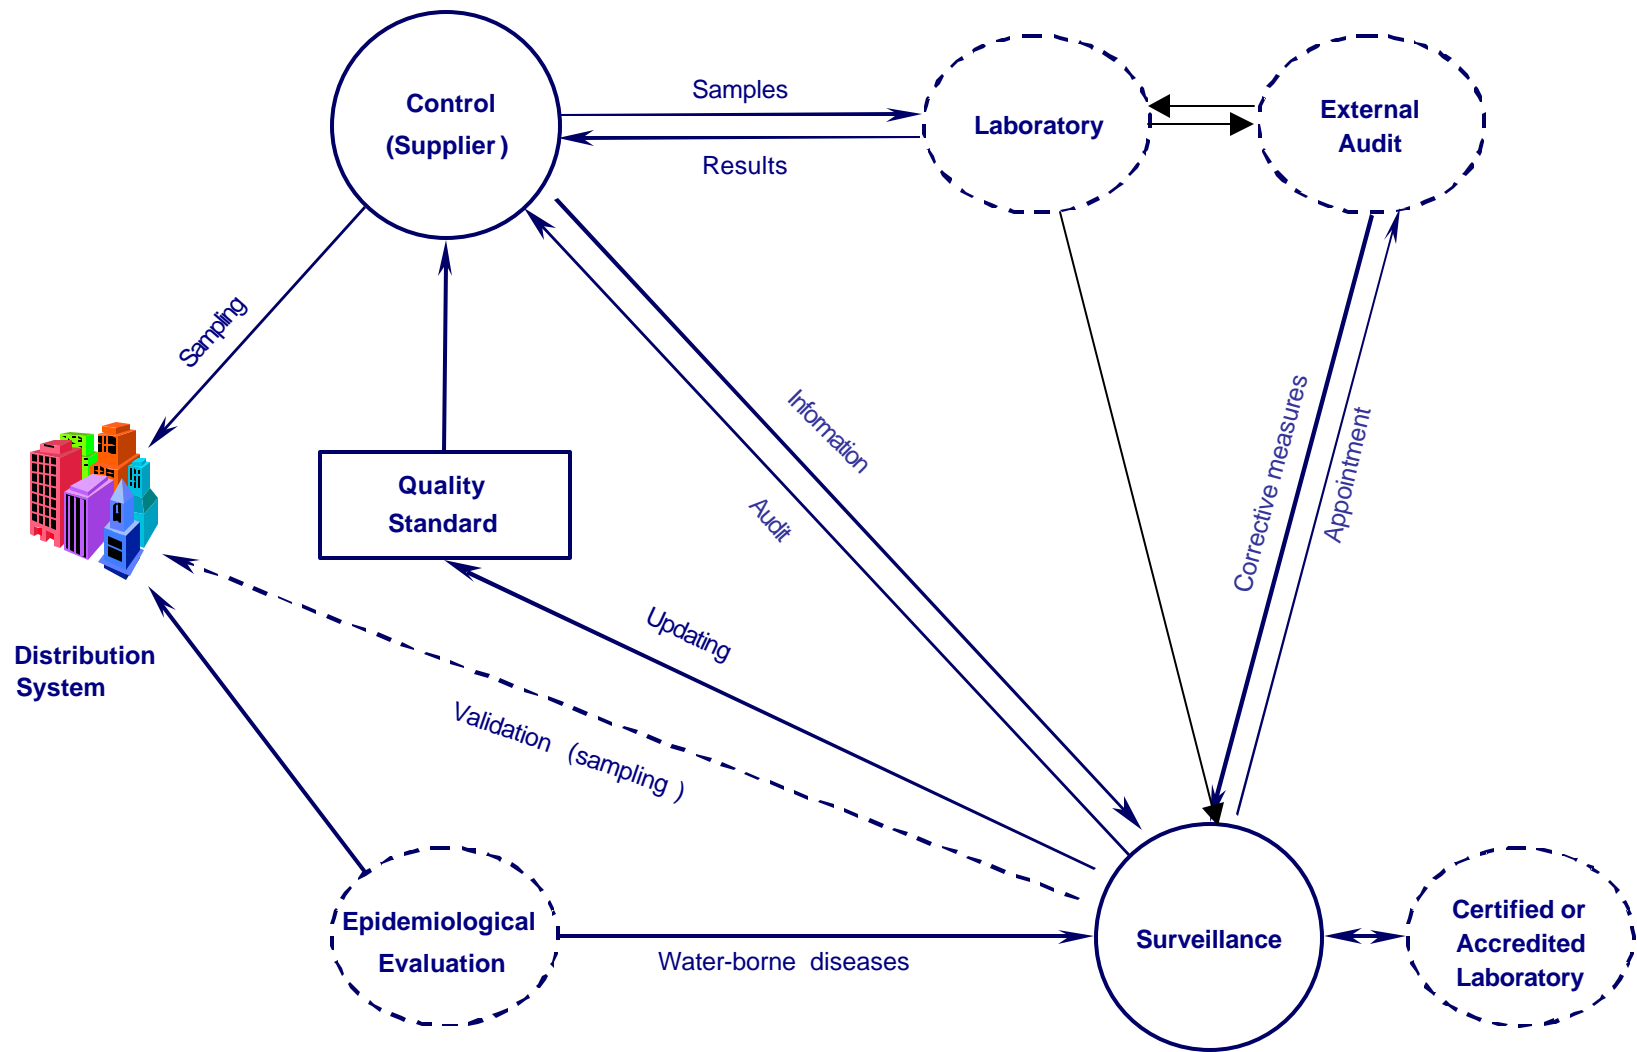 Control
(Supplier)
Samples
Results
Laboratory
External
Audit
Sampling
Information
Audit
Corrective measures
Appointment
Quality
Standard
Updating
Validation (sampling)
Distribution
System
Epidemiological
Evaluation
Water-borne diseases
Surveillance
Certified or
Accredited
Laboratory